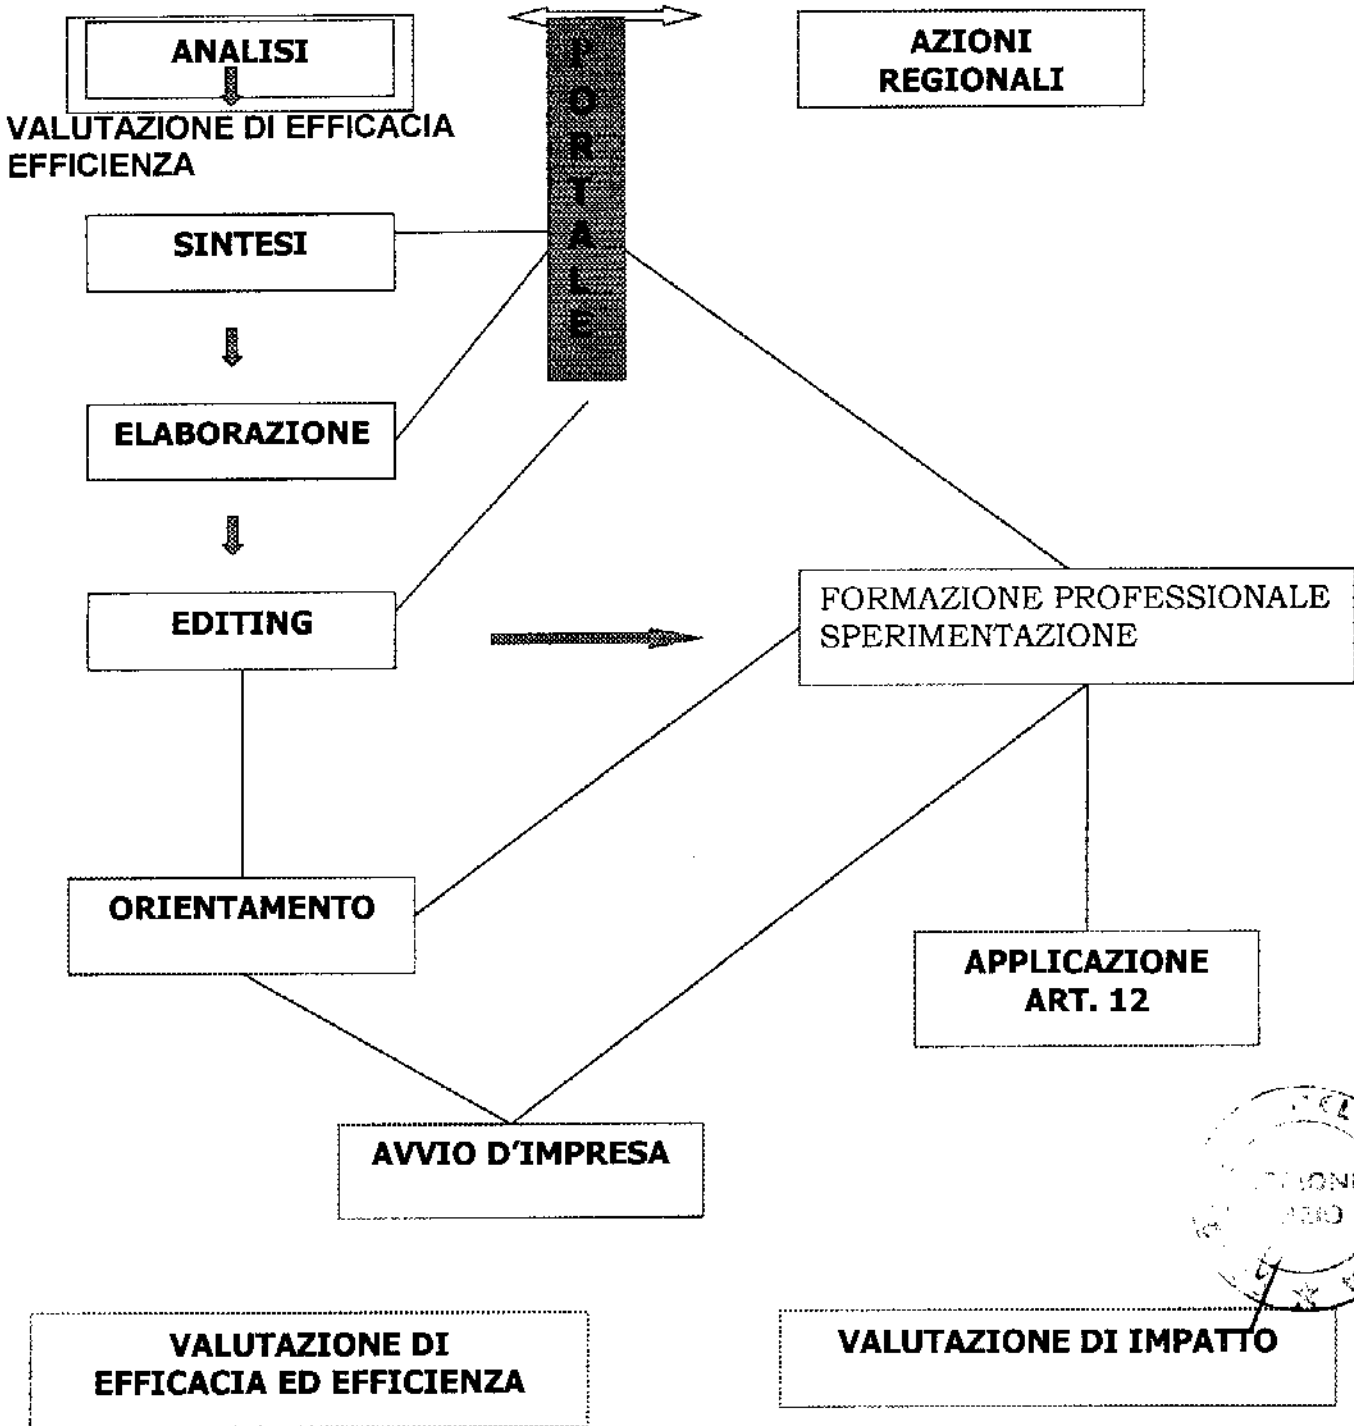 ANALISI
VALUTAZIONE DI EFFICACIA
EFFICIENZA
PORTALE
AZIONI
REGIONALI
SINTESI
ELABORAZIONE
EDITING
FORMAZIONE PROFESSIONALE
SPERIMENTAZIONE
ORIENTAMENTO
APPLICAZIONE
ART. 12
AVVIO D'IMPRESA
VALUTAZIONE DI
EFFICACIA ED EFFICIENZA
VALUTAZIONE DI IMPATTO